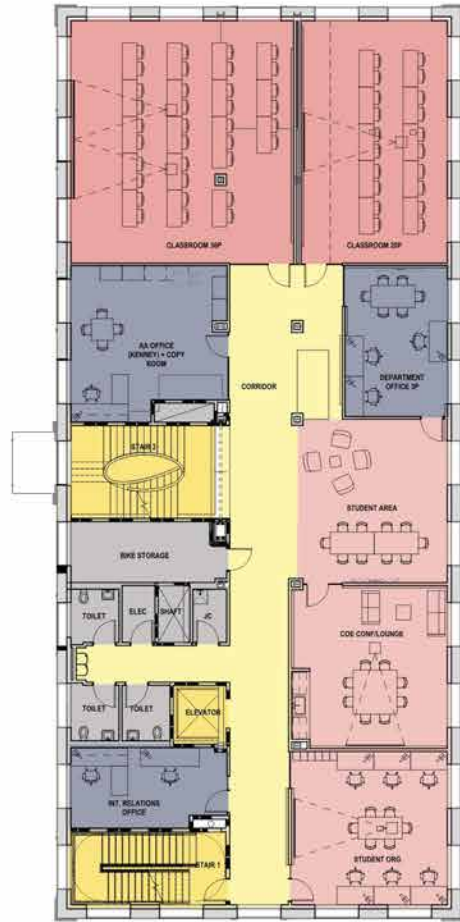 CLASSROOM 36P
CLASSROOM 20P
AA OFFICE
(KENNEY) + COPY
ROOM
DEPARTMENT
OFFICE 3P
CORRIDOR
STAIR 2
STUDENT AREA
BIKE STORAGE
TOILET
ELEC
SHAFT
JC
COE CONF/LOUNGE
TOILET
TOILET
ELEVATOR
INT. RELATIONS
OFFICE
STAIR 1
STUDENT ORG